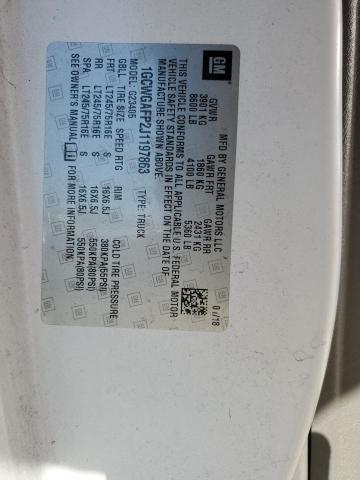 GM
MFD BY GENERAL MOTORS LLC
GVWR GAWR FRT GAWR RR
3901 KG 1860 KG 2431 KG
8600 LB 4100 LB 5360 LB
THIS VEHICLE CONFORMS TO ALL APPLICABLE U.S. FEDERAL MOTOR
VEHICLE SAFETY STANDARDS IN EFFECT ON THE DATE OF
MANUFACTURE SHOWN ABOVE.
1GCWGAFP2J1197863 TYPE: TRUCK
MODEL: G23405
GBLL TIRE SIZE SPEED RTG RIM COLD TIRE PRESSURE
FRT LT245/75R16E S 16X6.5J 380KPA(55PSI)
RR LT245/75R16E S 16X6.5J 550KPA(80PSI)
SPA LT245/75R16E S 16X6.5J 550KPA(80PSI)
SEE OWNER'S MANUAL FOR MORE INFORMATION.